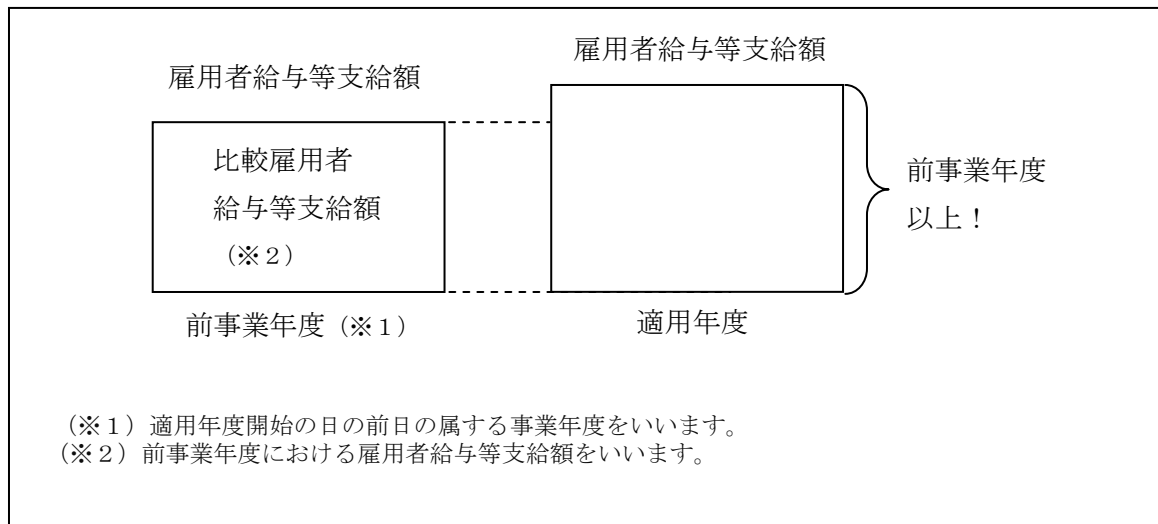 雇用者給与等支給額
雇用者給与等支給額
比較雇用者
給与等支給額
（※２）
前事業年度
以上！
前事業年度（※１）
適用年度
（※１）適用年度開始の日の前日の属する事業年度をいいます。
（※２）前事業年度における雇用者給与等支給額をいいます。